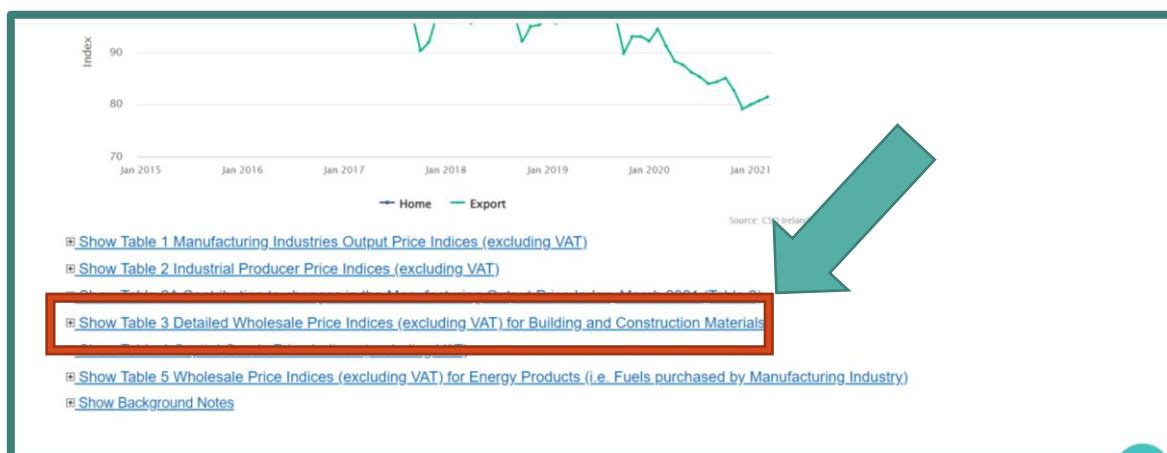 Index
90
80
70
Jan 2015 Jan 2016 Jan 2017 Jan 2018 Jan 2019 Jan 2020 Jan 2021
Home Export
Source: CSO Ireland
Show Table 1 Manufacturing Industries Output Price Indices (excluding VAT)
Show Table 2 Industrial Producer Price Indices (excluding VAT)
Show Table 3 Detailed Wholesale Price Indices (excluding VAT) for Building and Construction Materials
Show Table 5 Wholesale Price Indices (excluding VAT) for Energy Products (i.e. Fuels purchased by Manufacturing Industry)
Show Background Notes